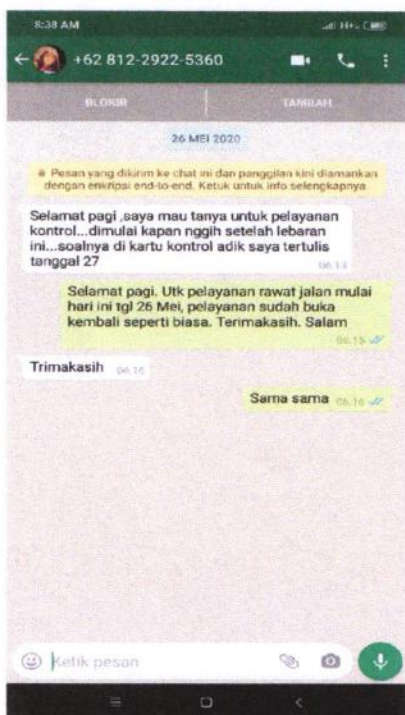 8:38 AM
+62 812-2922-5360
BLOKIR
TAMBAH
26 MEI 2020
Pesan yang dikirim ke chat ini dan panggilan kini diamankan
dengan enkripsi end-to-end. Ketuk untuk info selengkapnya.
Selamat pagi ,saya mau tanya untuk pelayanan
kontrol...dimulai kapan nggih setelah lebaran
ini...soalnya di kartu kontrol adik saya tertulis
tanggal 27
06.13
Selamat pagi. Utk pelayanan rawat jalan mulai
hari ini tgl 26 Mei, pelayanan sudah buka
kembali seperti biasa. Terimakasih. Salam
06.15
Trimakasih 06.16
Sama sama 06.16
Ketik pesan